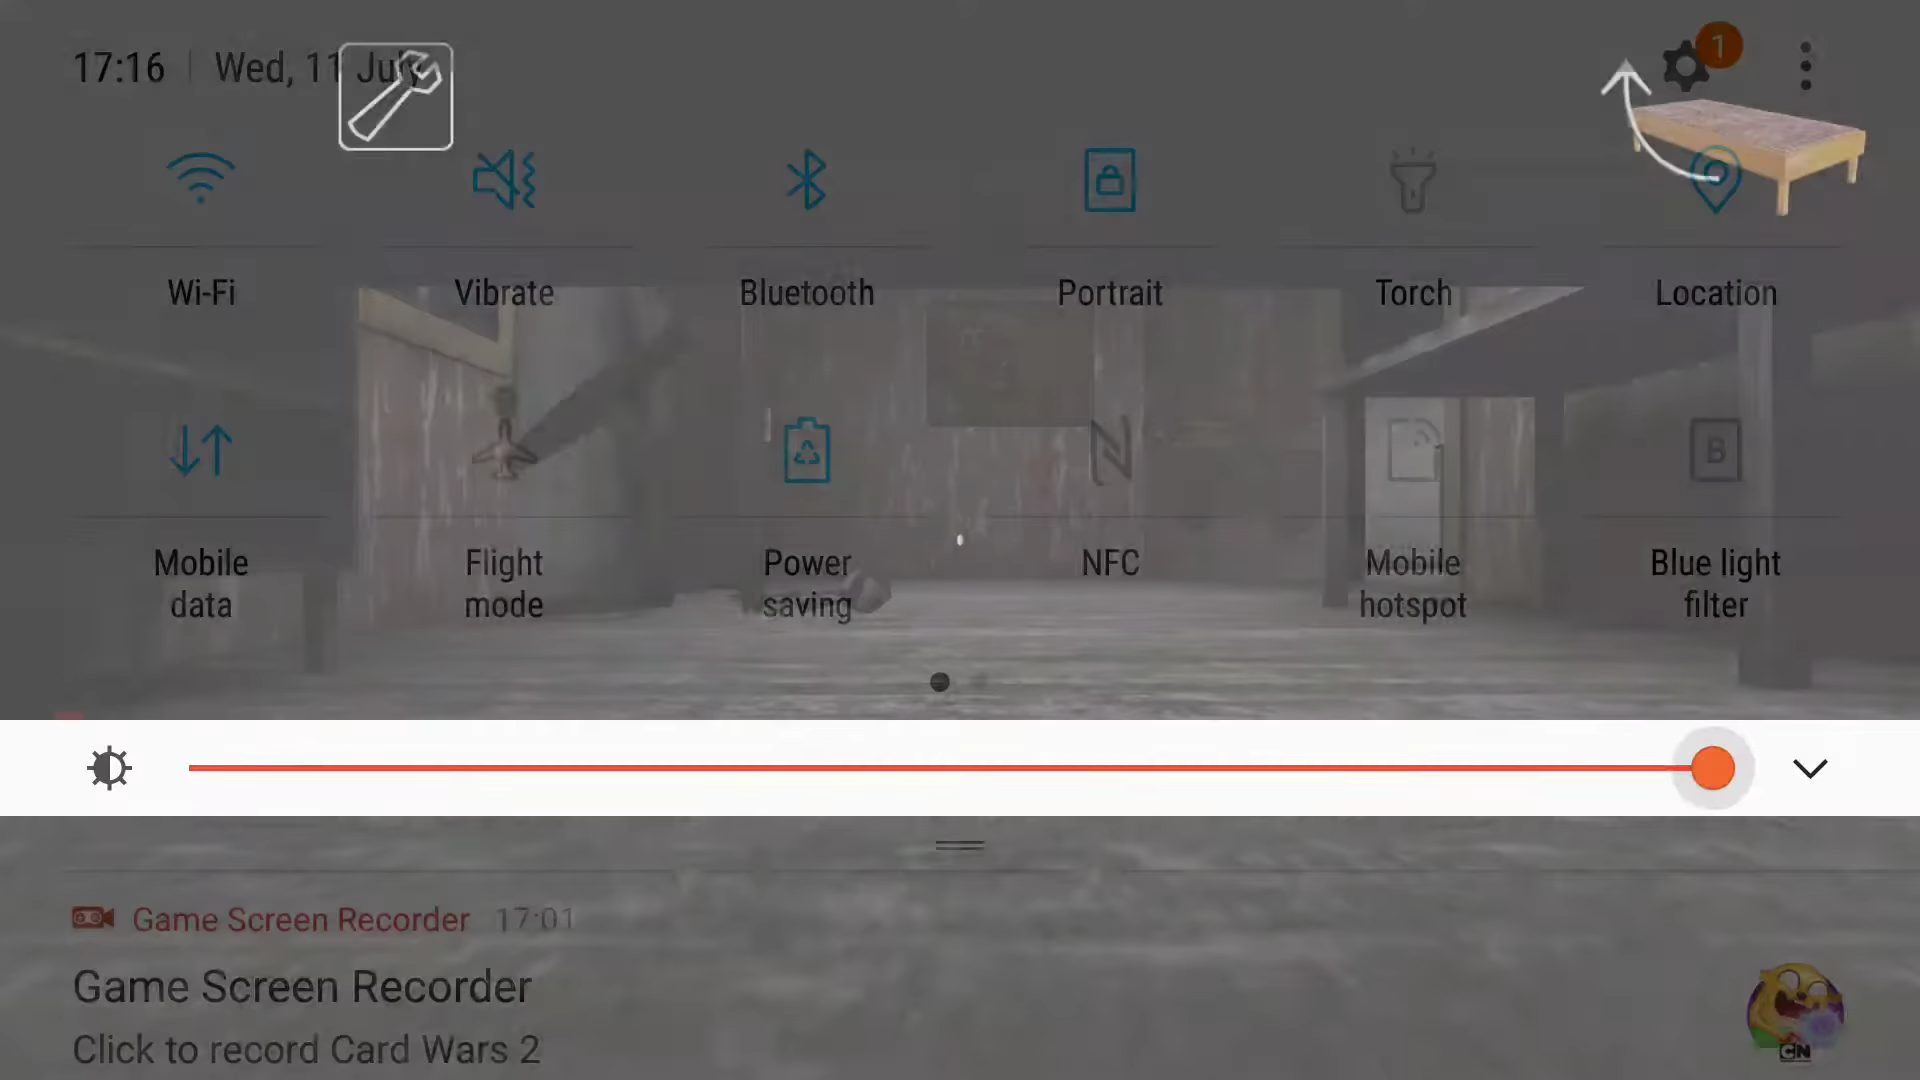 17:16 | Wed, 11 July
1
Wi-Fi
Vibrate
Bluetooth
Portrait
Torch
Location
B
Mobile
data
Flight
mode
Power
saving
NFC
Mobile
hotspot
Blue light
filter
Game Screen Recorder 17:01
Game Screen Recorder
Click to record Card Wars 2
CN